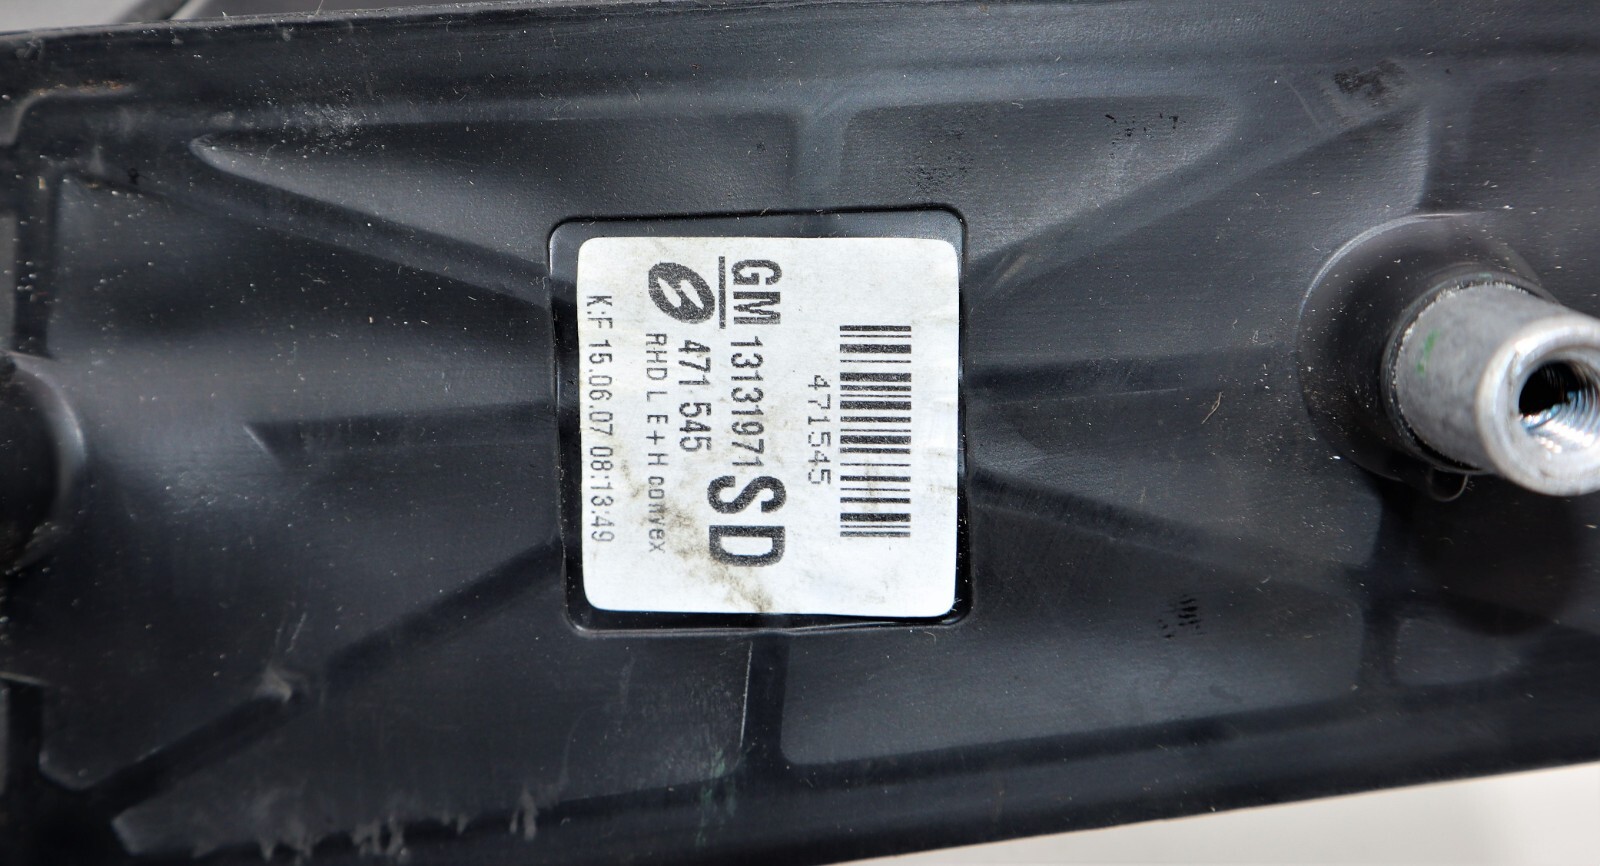 471545
GM 13131971 SD
471 545
RHD L E+H convex
K:F 15.06.07 08:13:49